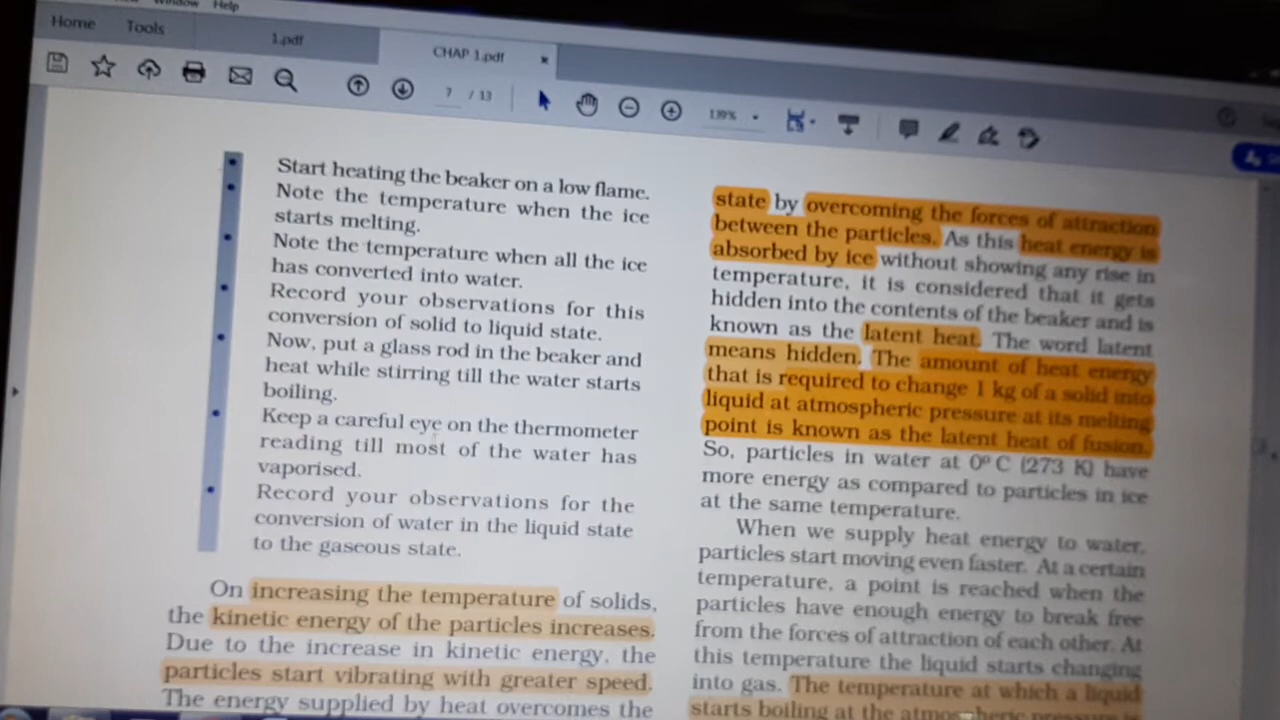 Window Help
Home Tools 1.pdf CHAP 1.pdf ×
7 / 13 139%
• Start heating the beaker on a low flame.
• Note the temperature when the ice
starts melting.
• Note the temperature when all the ice
has converted into water.
• Record your observations for this
conversion of solid to liquid state.
• Now, put a glass rod in the beaker and
heat while stirring till the water starts
boiling.
• Keep a careful eye on the thermometer
reading till most of the water has
vaporised.
• Record your observations for the
conversion of water in the liquid state
to the gaseous state.
On increasing the temperature of solids,
the kinetic energy of the particles increases.
Due to the increase in kinetic energy, the
particles start vibrating with greater speed.
The energy supplied by heat overcomes the
state by overcoming the forces of attraction
between the particles. As this heat energy is
absorbed by ice without showing any rise in
temperature, it is considered that it gets
hidden into the contents of the beaker and is
known as the latent heat. The word latent
means hidden. The amount of heat energy
that is required to change 1 kg of a solid into
liquid at atmospheric pressure at its melting
point is known as the latent heat of fusion.
So, particles in water at 0º C (273 K) have
more energy as compared to particles in ice
at the same temperature.
When we supply heat energy to water,
particles start moving even faster. At a certain
temperature, a point is reached when the
particles have enough energy to break free
from the forces of attraction of each other. At
this temperature the liquid starts changing
into gas. The temperature at which a liquid
starts boiling at the atmospheric pressure is